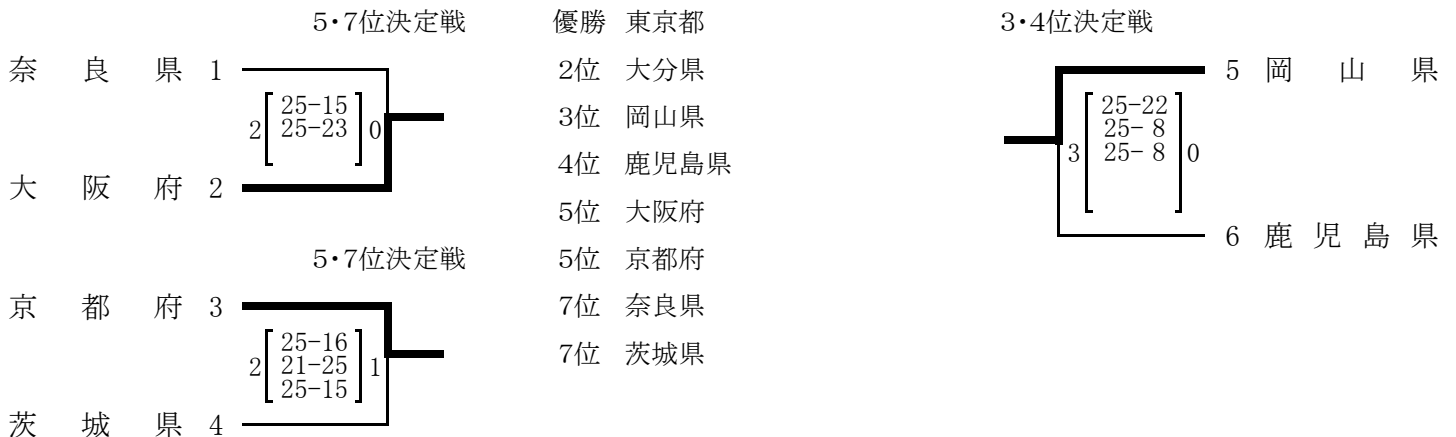 5・7位決定戦 優勝 東京都 3・4位決定戦
奈良県 1 2位 大分県 5 岡山県
25-15 3位 岡山県 25-22
2 25-23 0 25- 8
4位 鹿児島県 3 25- 8 0
大阪府 2
5位 大阪府
6 鹿児島県
5・7位決定戦 5位 京都府
京都府 3 7位 奈良県
25-16
2 21-25 1 7位 茨城県
25-15
茨城県 4